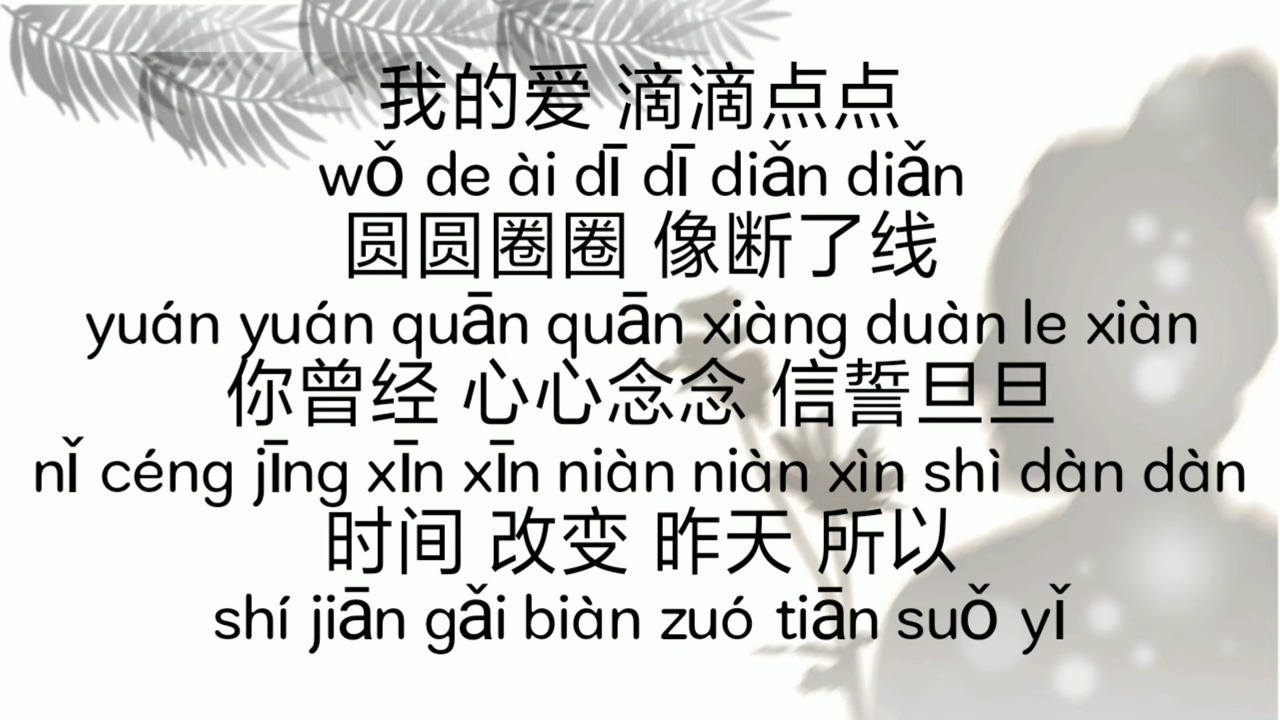 我的爱 滴滴点点
wǒ de ài dī dī diǎn diǎn
圆圆圈圈 像断了线
yuán yuán quān quān xiàng duàn le xiàn
你曾经 心心念念 信誓旦旦
nǐ céng jīng xīn xīn niàn niàn xìn shì dàn dàn
时间 改变 昨天 所以
shí jiān gǎi biàn zuó tiān suǒ yǐ